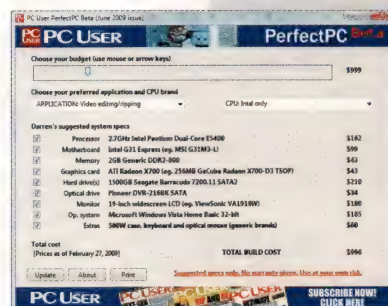 PC User PerfectPC Beta (June 2009 issue)
PC USER
PerfectPC Beta
Choose your budget (use mouse or arrow keys)
$999
Choose your preferred application and CPU brand
APPLICATION: Video editing/ripping
CPU: Intel only
Darren's suggested system specs
Processor 2.7GHz Intel Pentium Dual-Core E5400 $162
Motherboard Intel G31 Express (eg. MSI G31M3-L) $99
Memory 2GB Generic DDR2-800 $43
Graphics card ATI Radeon X700 (eg. 256MB GeCube Radeon X700-D3 TSOP) $43
Hard drive(s) 1500GB Seagate Barracuda 7200.11 SATA2 $210
Optical drive Pioneer DVR-216BK SATA $34
Monitor 19-inch widescreen LCD (eg. ViewSonic VA1918W) $180
Op. system Microsoft Windows Vista Home Basic 32-bit $165
Extras 500W case, keyboard and optical mouse (generic brands) $60
Total cost
[Prices as of February 27, 2009]
TOTAL BUILD COST
$996
Update
About
Print
Suggested specs only. No warranty given. Use at your own risk.
PC USER
SUBSCRIBE NOW!
CLICK HERE